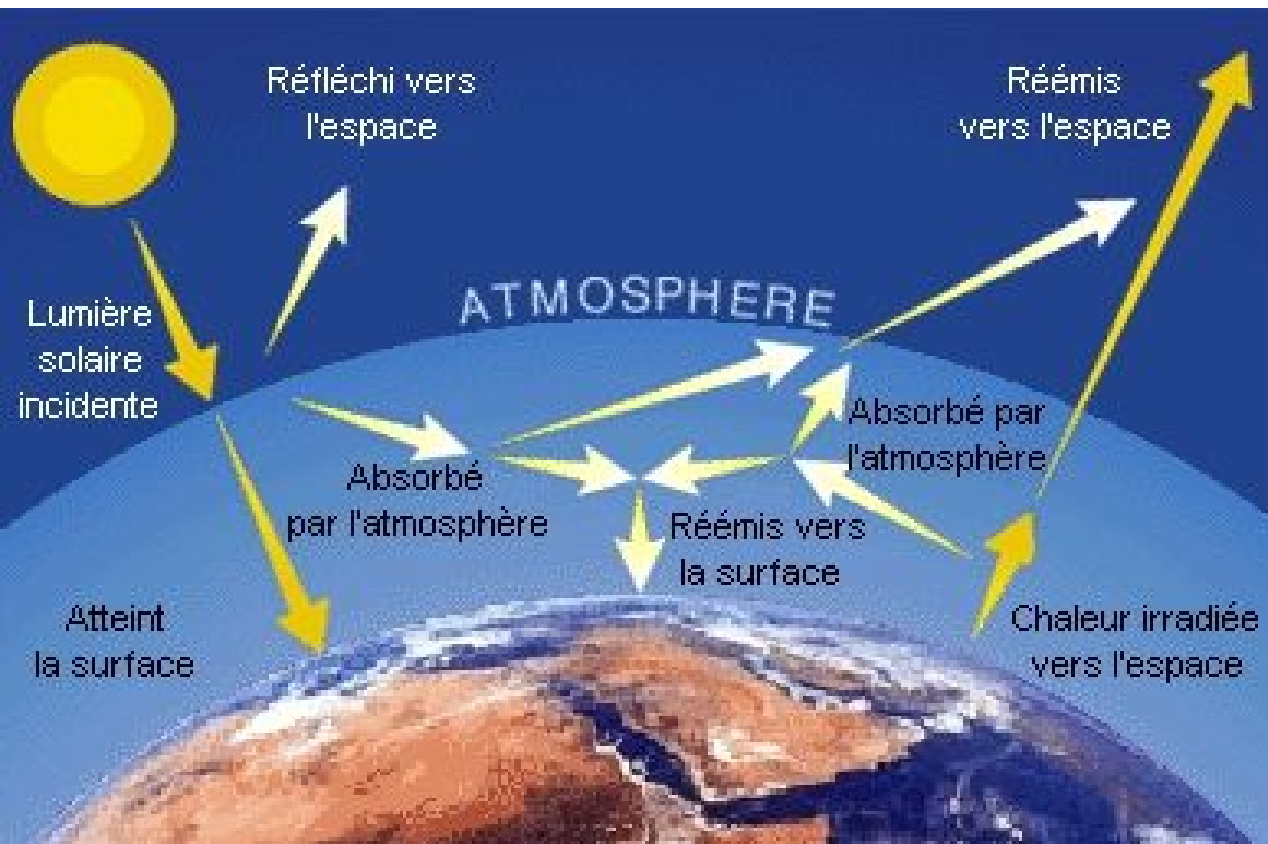 Réfléchi vers
l'espace
Réémis
vers l'espace
ATMOSPHERE
Lumière
solaire
incidente
Absorbé par
l'atmosphère
Absorbé
par l'atmosphère
Réémis vers
la surface
Atteint
la surface
Chaleur irradiée
vers l'espace